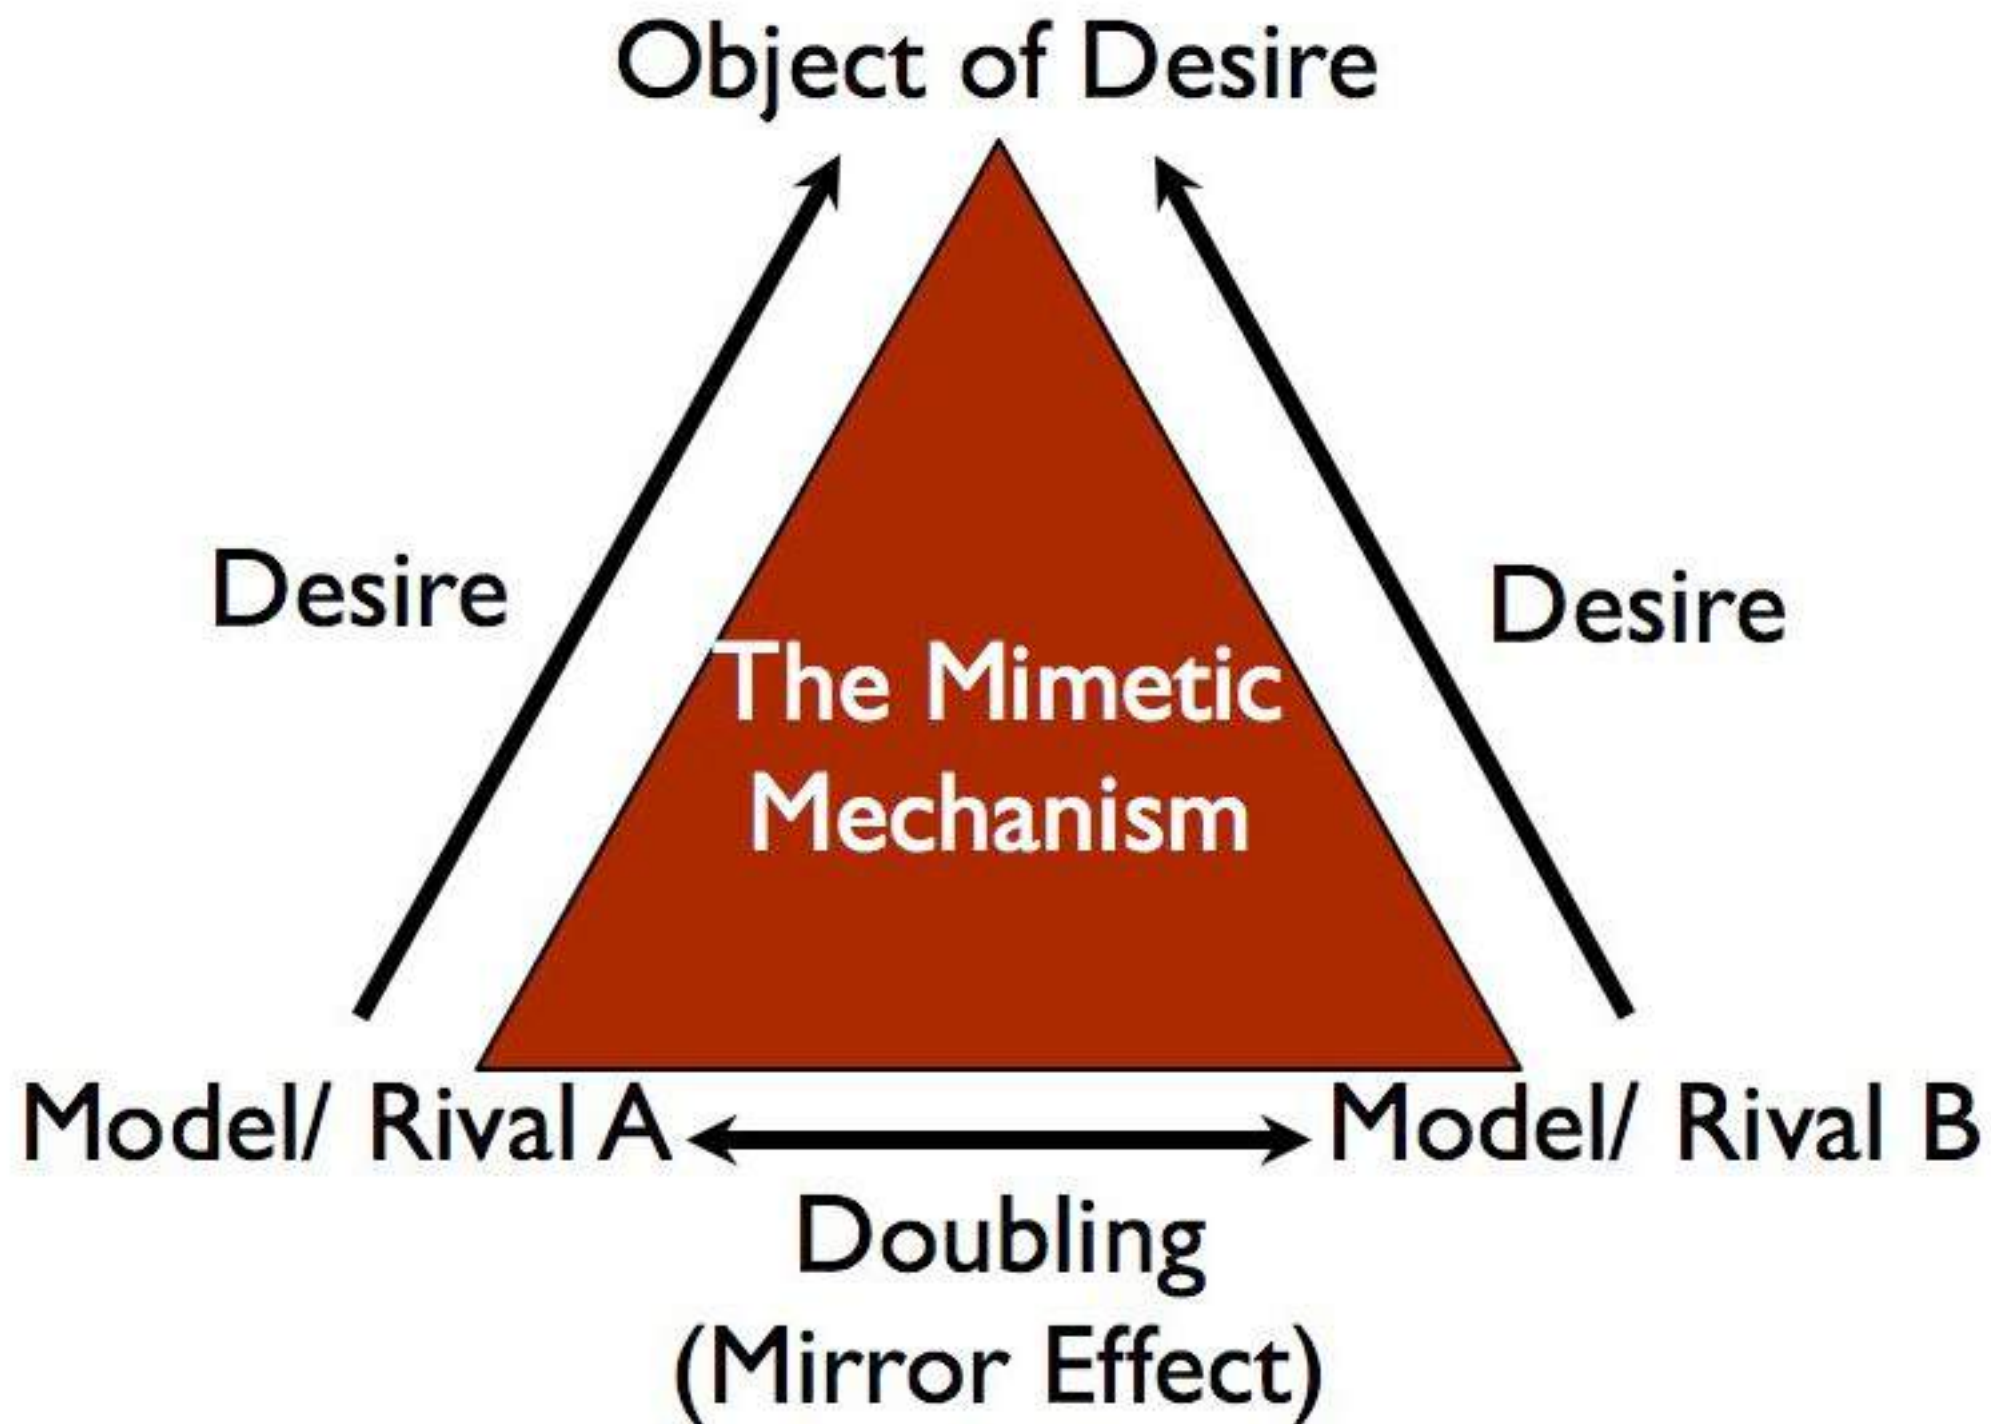 Object of Desire
Desire
Desire
The Mimetic
Mechanism
Model/ Rival A
Model/ Rival B
Doubling
(Mirror Effect)